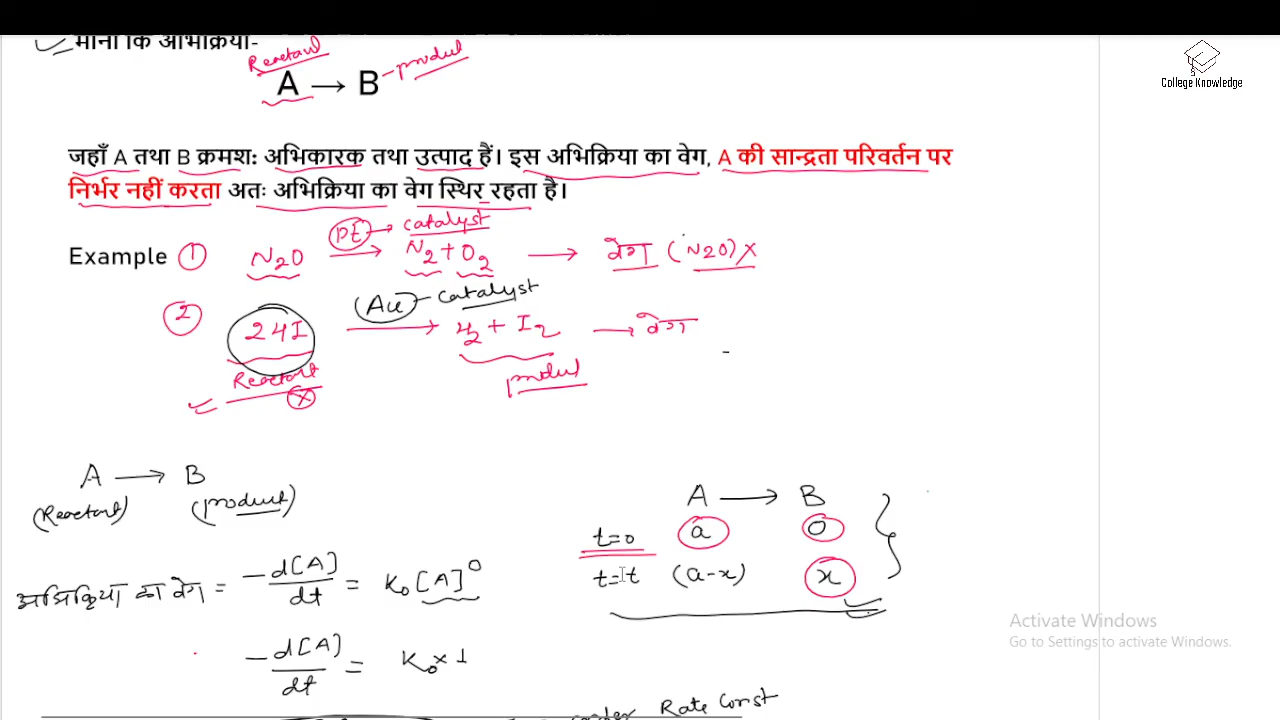 माना कि अभिक्रिया-
Reactant
A → B - product
College Knowledge
जहाँ A तथा B क्रमश: अभिकारक तथा उत्पाद हैं। इस अभिक्रिया का वेग, A की सान्द्रता परिवर्तन पर
निर्भर नहीं करता अतः अभिक्रिया का वेग स्थिर रहता है।
Pt → catalyst
Example ① N2O → N2 + O2 → वेग (N2O) X
(Au) - catalyst
② 2HI → H2 + I2 → वेग
Reactant
product
X
A → B
(Reactant) (product)
A → B
t=0 a 0
t=t (a-x) x
अभिक्रिया का वेग = -d[A]/dt = K0 [A]^0
-d[A]/dt = K0 × 1
Activate Windows
Go to Settings to activate Windows.
order Rate Const